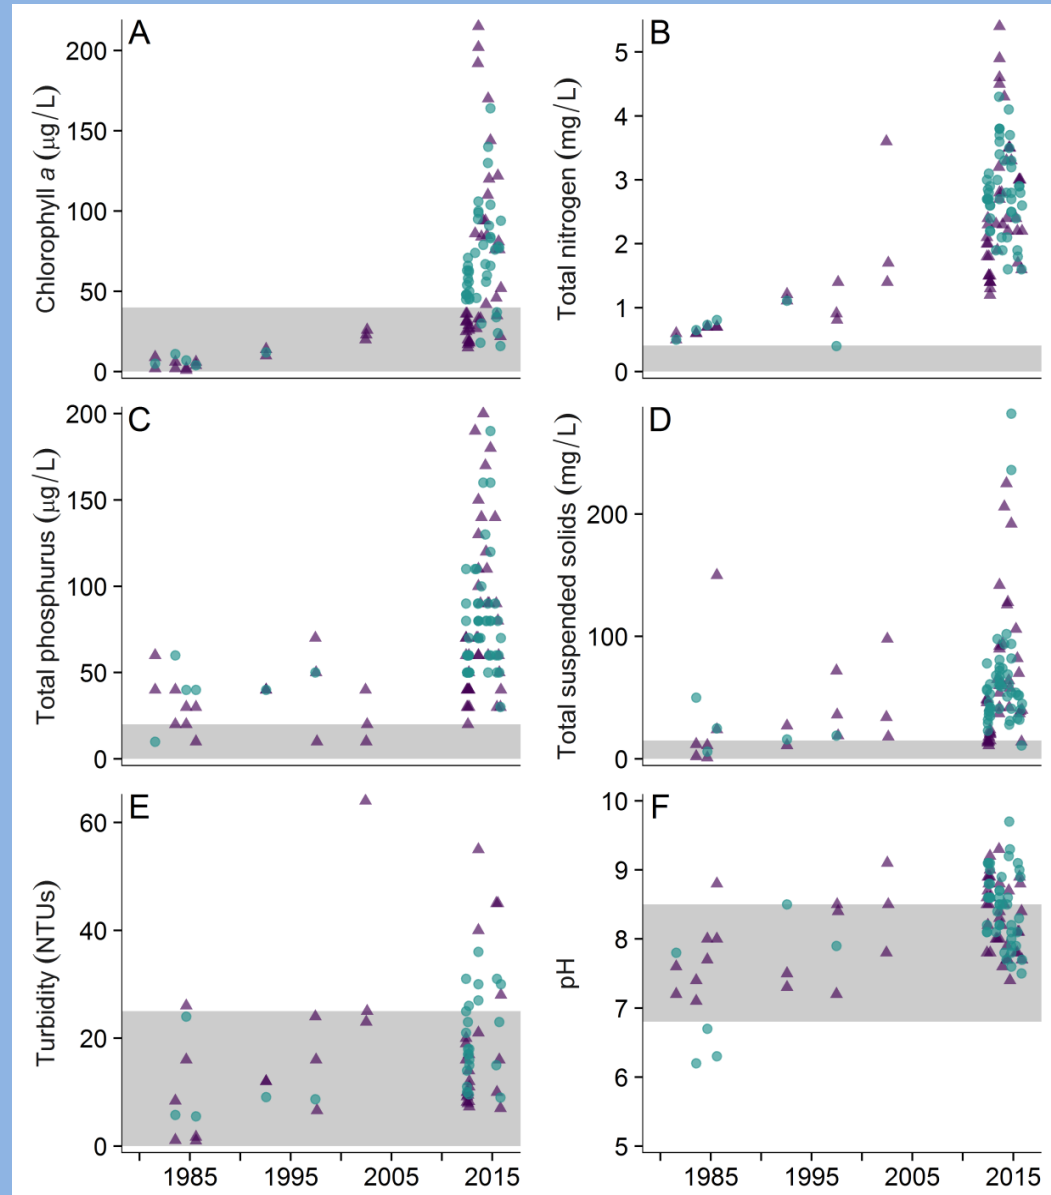 A
Chlorophyll a (μg/L)
200
150
100
50
0
B
Total nitrogen (mg/L)
5
4
3
2
1
0
C
Total phosphurus (μg/L)
200
150
100
50
0
D
Total suspended solids (mg/L)
200
100
0
E
Turbidity (NTUs)
60
40
20
0
1985 1995 2005 2015
F
pH
10
9
8
7
6
5
1985 1995 2005 2015